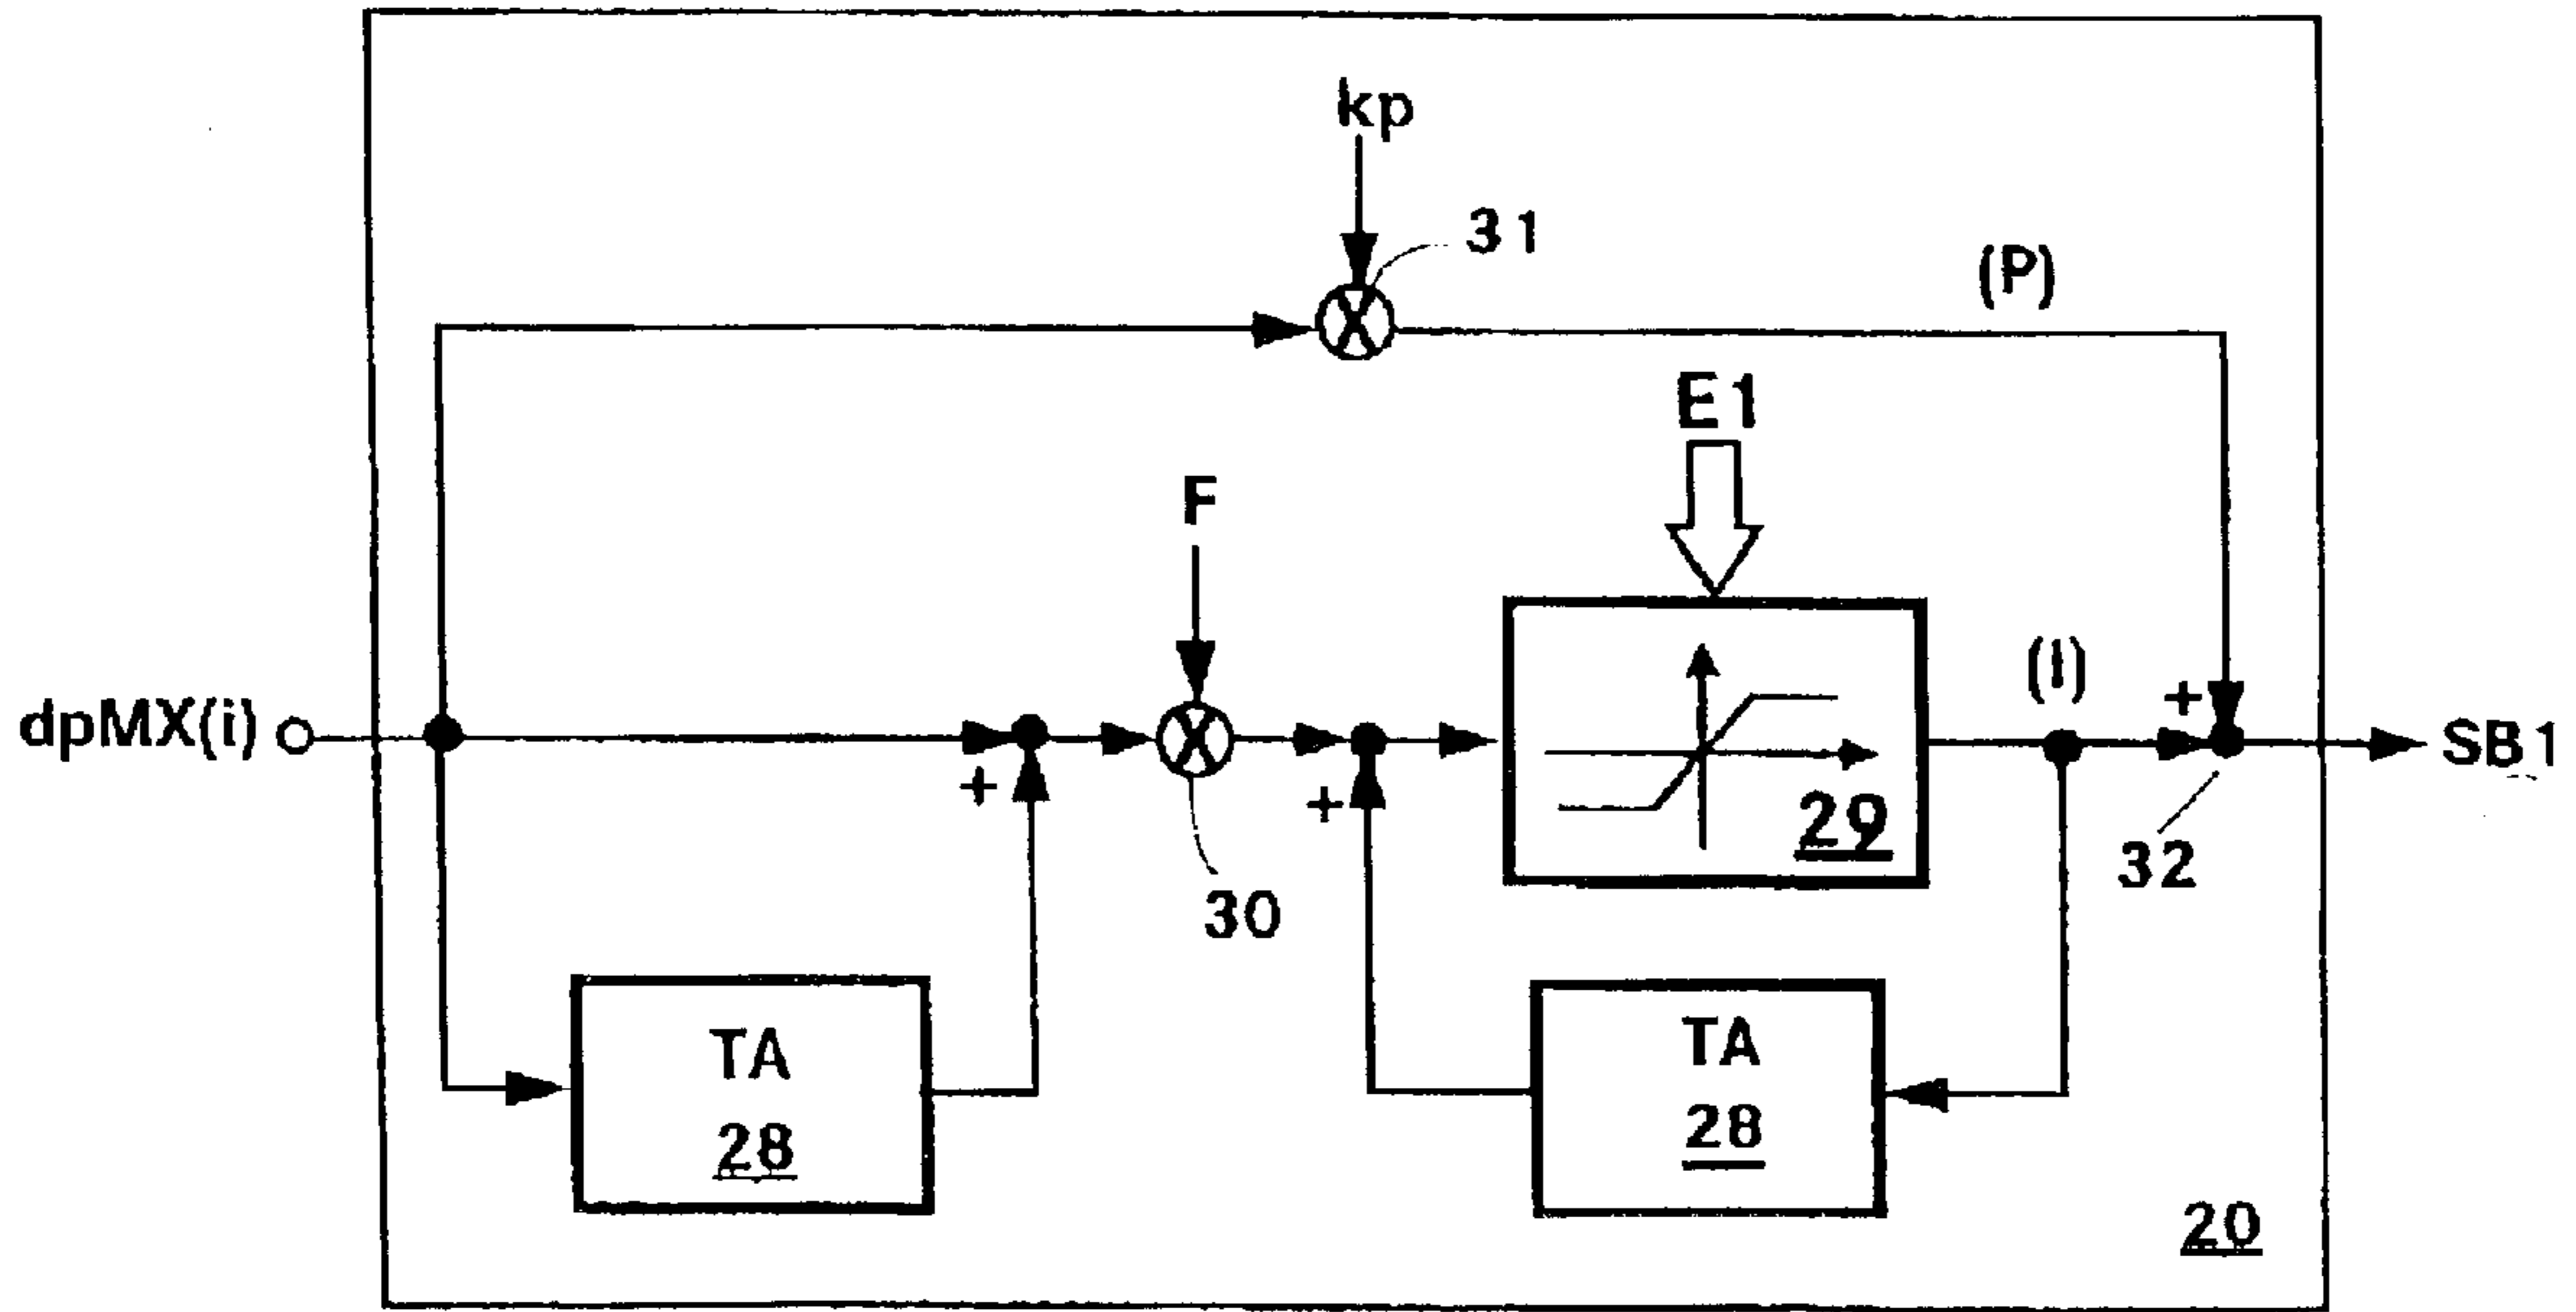 kp
31
(P)
E1
F
(I)
+
dpMX(i)
SB1
+
+
29
32
30
TA
28
TA
28
20